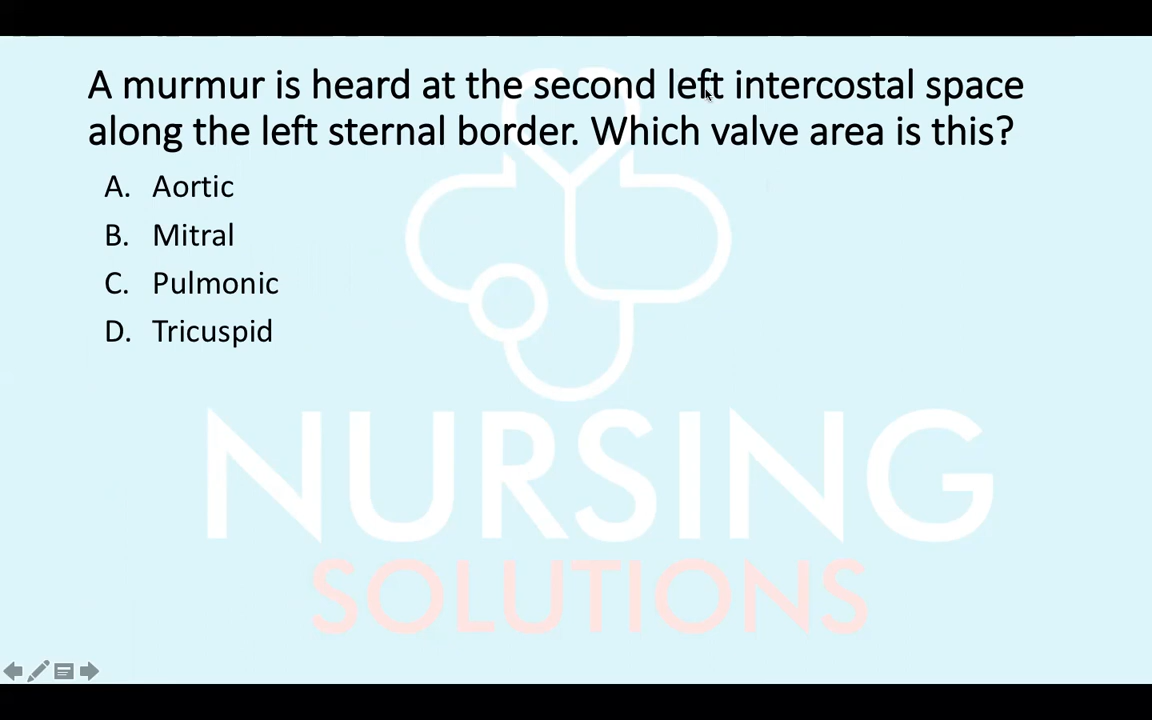 A murmur is heard at the second left intercostal space
along the left sternal border. Which valve area is this?
A. Aortic
B. Mitral
C. Pulmonic
D. Tricuspid
NURSING
SOLUTIONS